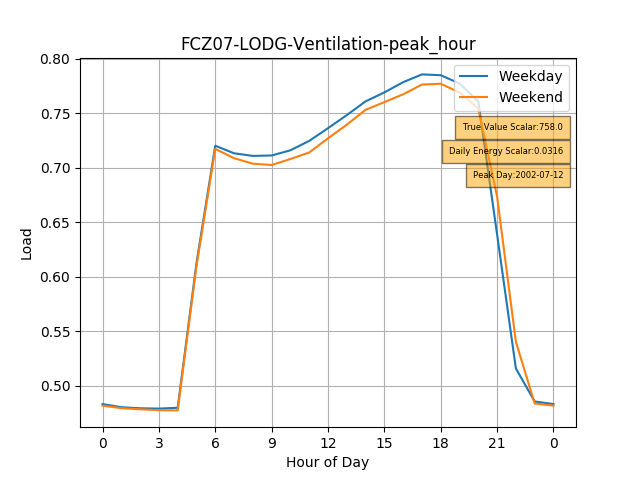 FCZ07-LODG-Ventilation-peak_hour
0.80
0.75
0.70
0.65
0.60
0.55
0.50
Load
Weekday
Weekend
True Value Scalar:758.0
Daily Energy Scalar:0.0316
Peak Day:2002-07-12
0 3 6 9 12 15 18 21 0
Hour of Day